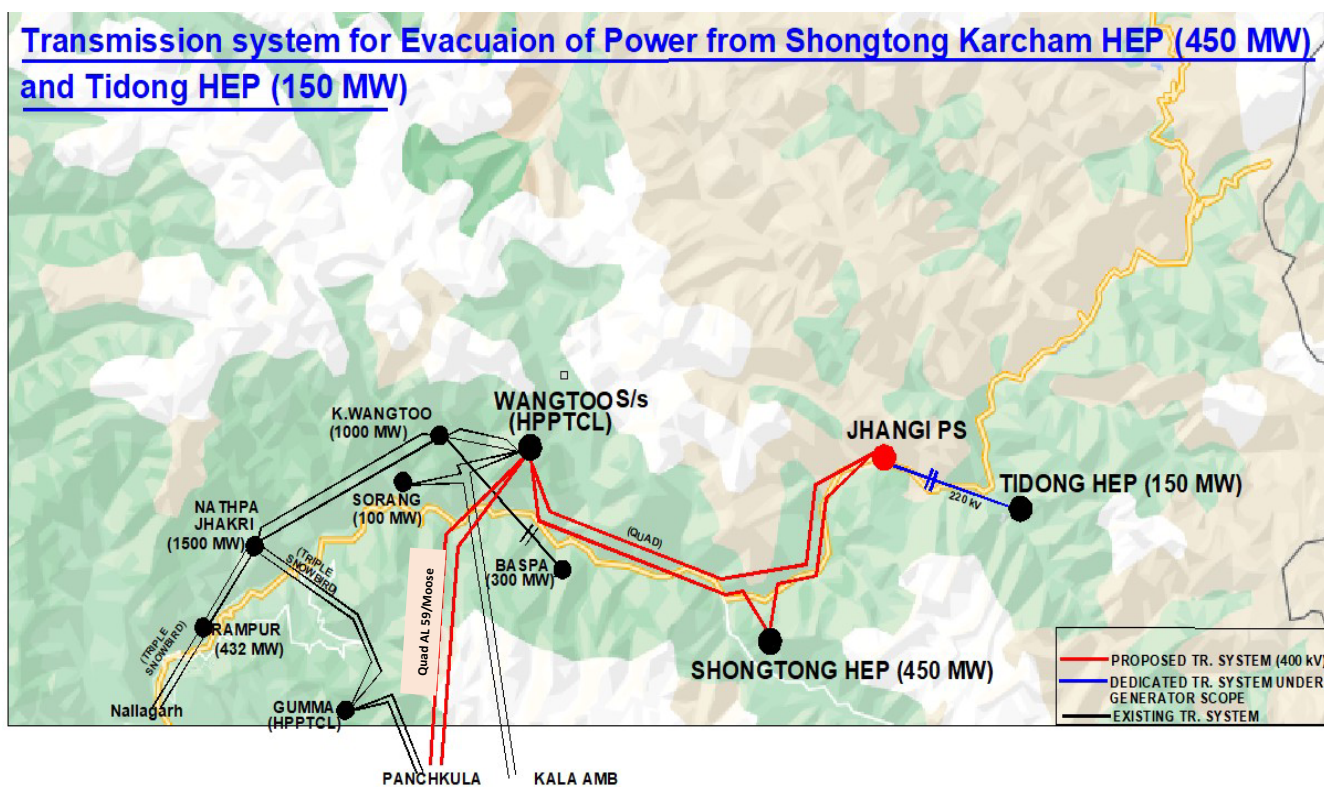 Transmission system for Evacuaion of Power from Shongtong Karcham HEP (450 MW)
and Tidong HEP (150 MW)
K.WANGTOO
(1000 MW)
WANGTOO S/s
(HPPTCL)
JHANGI PS
SORANG
(100 MW)
TIDONG HEP (150 MW)
220 kV
NATHPA
JHAKRI
(1500 MW)
(TRIPLE
SNOWBIRD)
(QUAD)
BASPA
(300 MW)
Quad AL 59/Moose
RAMPUR
(432 MW)
(TRIPLE
SNOWBIRD)
SHONGTONG HEP (450 MW)
Nallagarh
GUMMA
(HPPTCL)
PROPOSED TR. SYSTEM (400 kV)
DEDICATED TR. SYSTEM UNDER
GENERATOR SCOPE
EXISTING TR. SYSTEM
PANCHKULA
KALA AMB